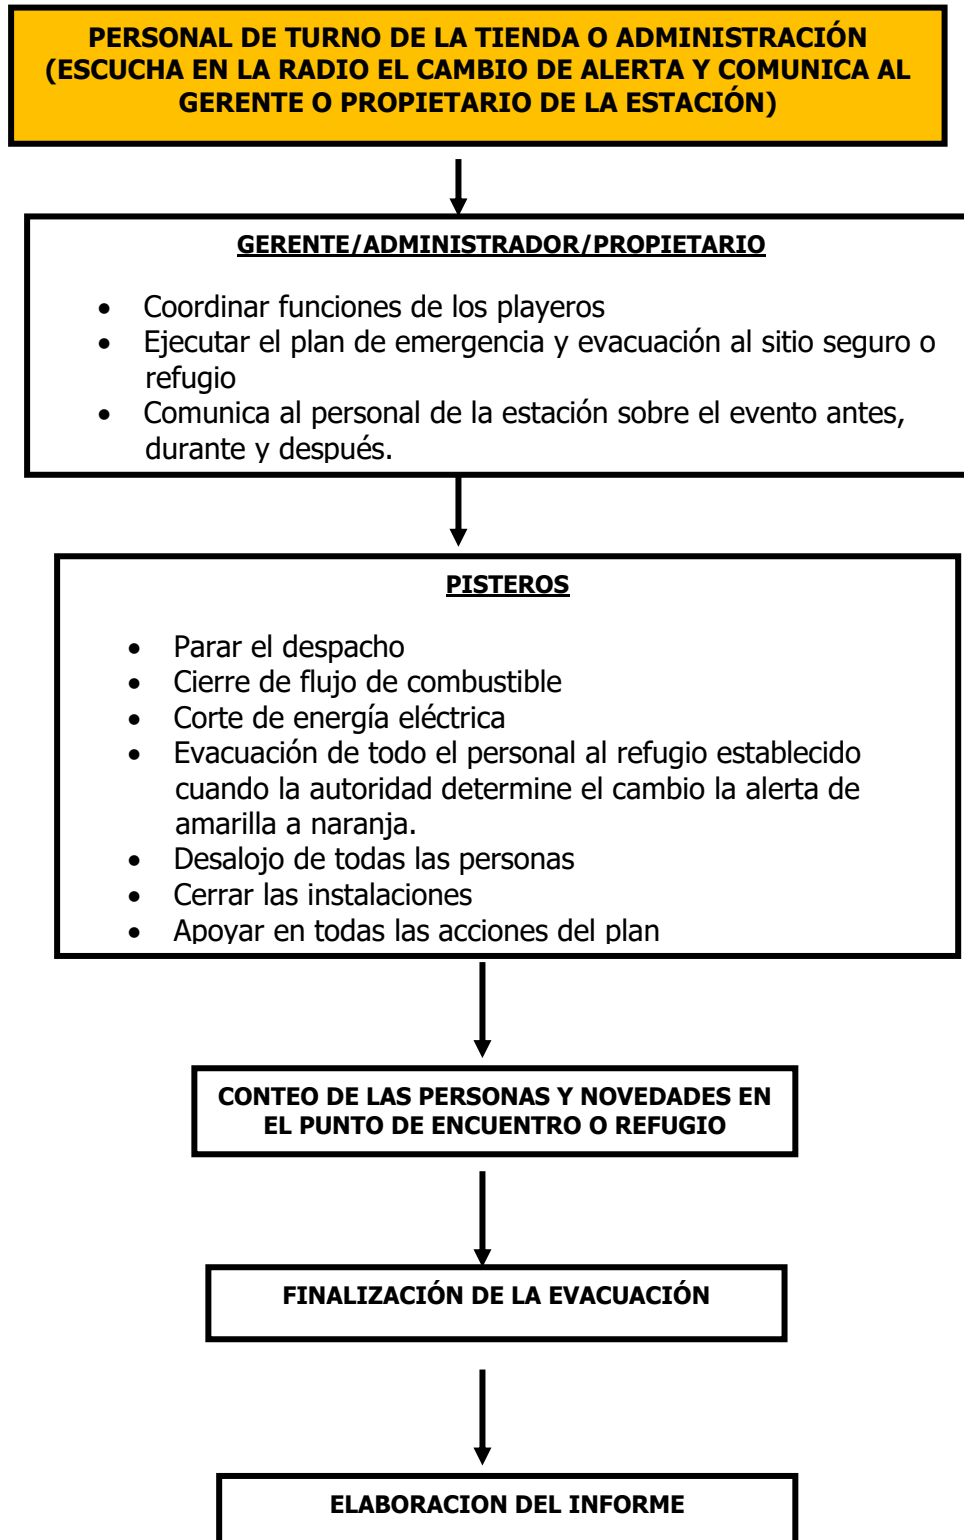 PERSONAL DE TURNO DE LA TIENDA O ADMINISTRACIÓN
(ESCUCHA EN LA RADIO EL CAMBIO DE ALERTA Y COMUNICA AL
GERENTE O PROPIETARIO DE LA ESTACIÓN)
GERENTE/ADMINISTRADOR/PROPIETARIO
• Coordinar funciones de los playeros
• Ejecutar el plan de emergencia y evacuación al sitio seguro o
refugio
• Comunica al personal de la estación sobre el evento antes,
durante y después.
PISTEROS
• Parar el despacho
• Cierre de flujo de combustible
• Corte de energía eléctrica
• Evacuación de todo el personal al refugio establecido
cuando la autoridad determine el cambio la alerta de
amarilla a naranja.
• Desalojo de todas las personas
• Cerrar las instalaciones
• Apoyar en todas las acciones del plan
CONTEO DE LAS PERSONAS Y NOVEDADES EN
EL PUNTO DE ENCUENTRO O REFUGIO
FINALIZACIÓN DE LA EVACUACIÓN
ELABORACION DEL INFORME